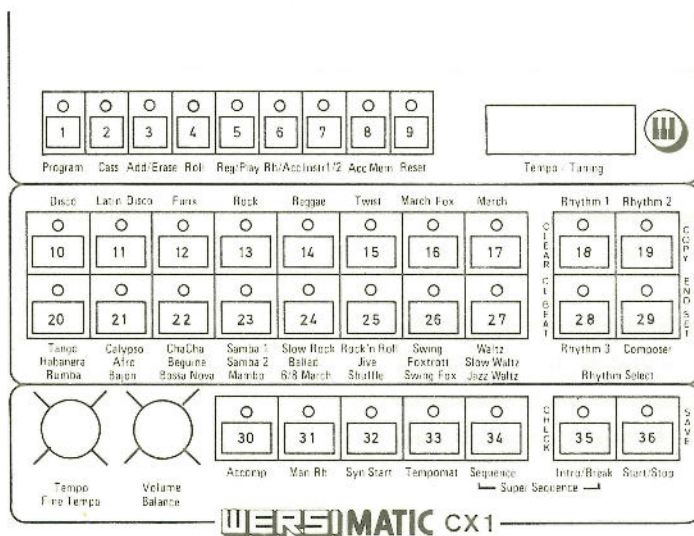 1 2 3 4 5 6 7 8 9
Program Cass Add/Erase Roll Reg/Play Rh/Acc Instr1/2 Acc Mem Reset
Tempo - Tuning
Disco Latin Disco Funk Rock Reggae Twist March Fox March Rhythm 1 Rhythm 2
10 11 12 13 14 15 16 17 CLEAR 18 19 COPY
20 21 22 23 24 25 26 27 CLBEAT 28 29 END SET
Tango Calypso ChaCha Samba 1 Slow Rock Rock'n Roll Swing Waltz Rhythm 3 Composer
Habanera Afro Beguine Samba 2 Ballad Jive Foxtrott Slow Waltz Rhythm Select
Rumba Bajon Bossa Nova Mambo 6/8 March Shuffle Swing Fox Jazz Waltz
30 31 32 33 34 CHECK 35 36 SAVE
Accomp Man Rh Syn Start Tempomat Sequence Intro/Break Start/Stop
Tempo Volume Super Sequence
Fine Tempo Balance
WERSIMATIC CX1